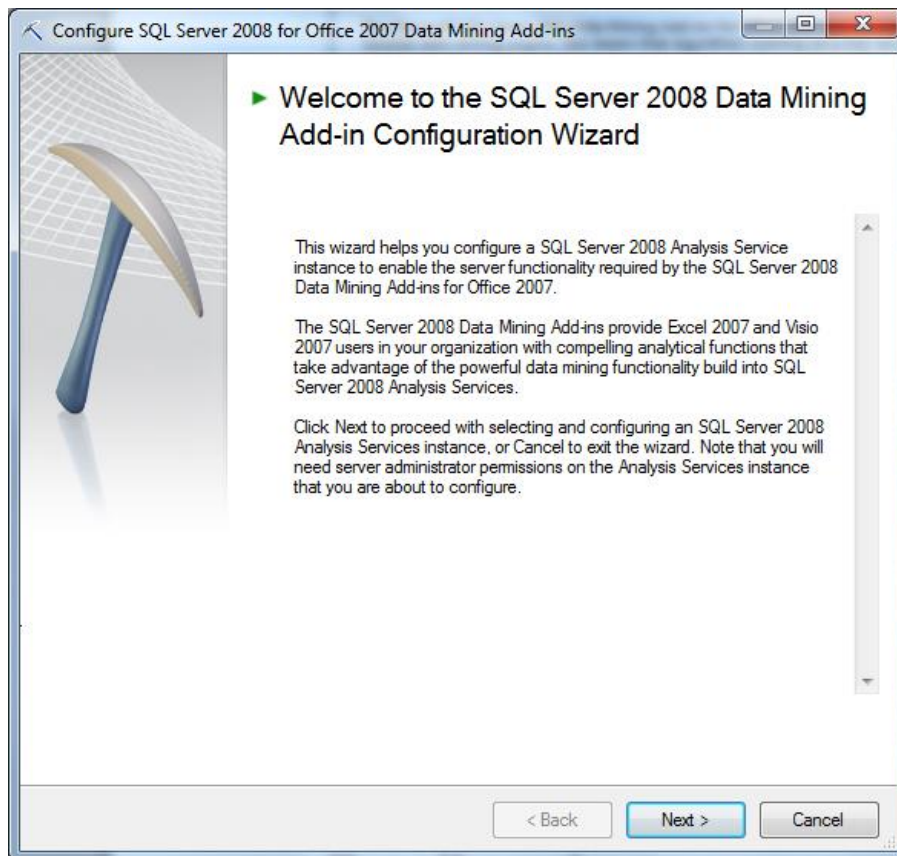 Configure SQL Server 2008 for Office 2007 Data Mining Add-ins
Welcome to the SQL Server 2008 Data Mining
Add-in Configuration Wizard
This wizard helps you configure a SQL Server 2008 Analysis Service
instance to enable the server functionality required by the SQL Server 2008
Data Mining Add-ins for Office 2007.
The SQL Server 2008 Data Mining Add-ins provide Excel 2007 and Visio
2007 users in your organization with compelling analytical functions that
take advantage of the powerful data mining functionality build into SQL
Server 2008 Analysis Services.
Click Next to proceed with selecting and configuring an SQL Server 2008
Analysis Services instance, or Cancel to exit the wizard. Note that you will
need server administrator permissions on the Analysis Services instance
that you are about to configure.
< Back
Next >
Cancel